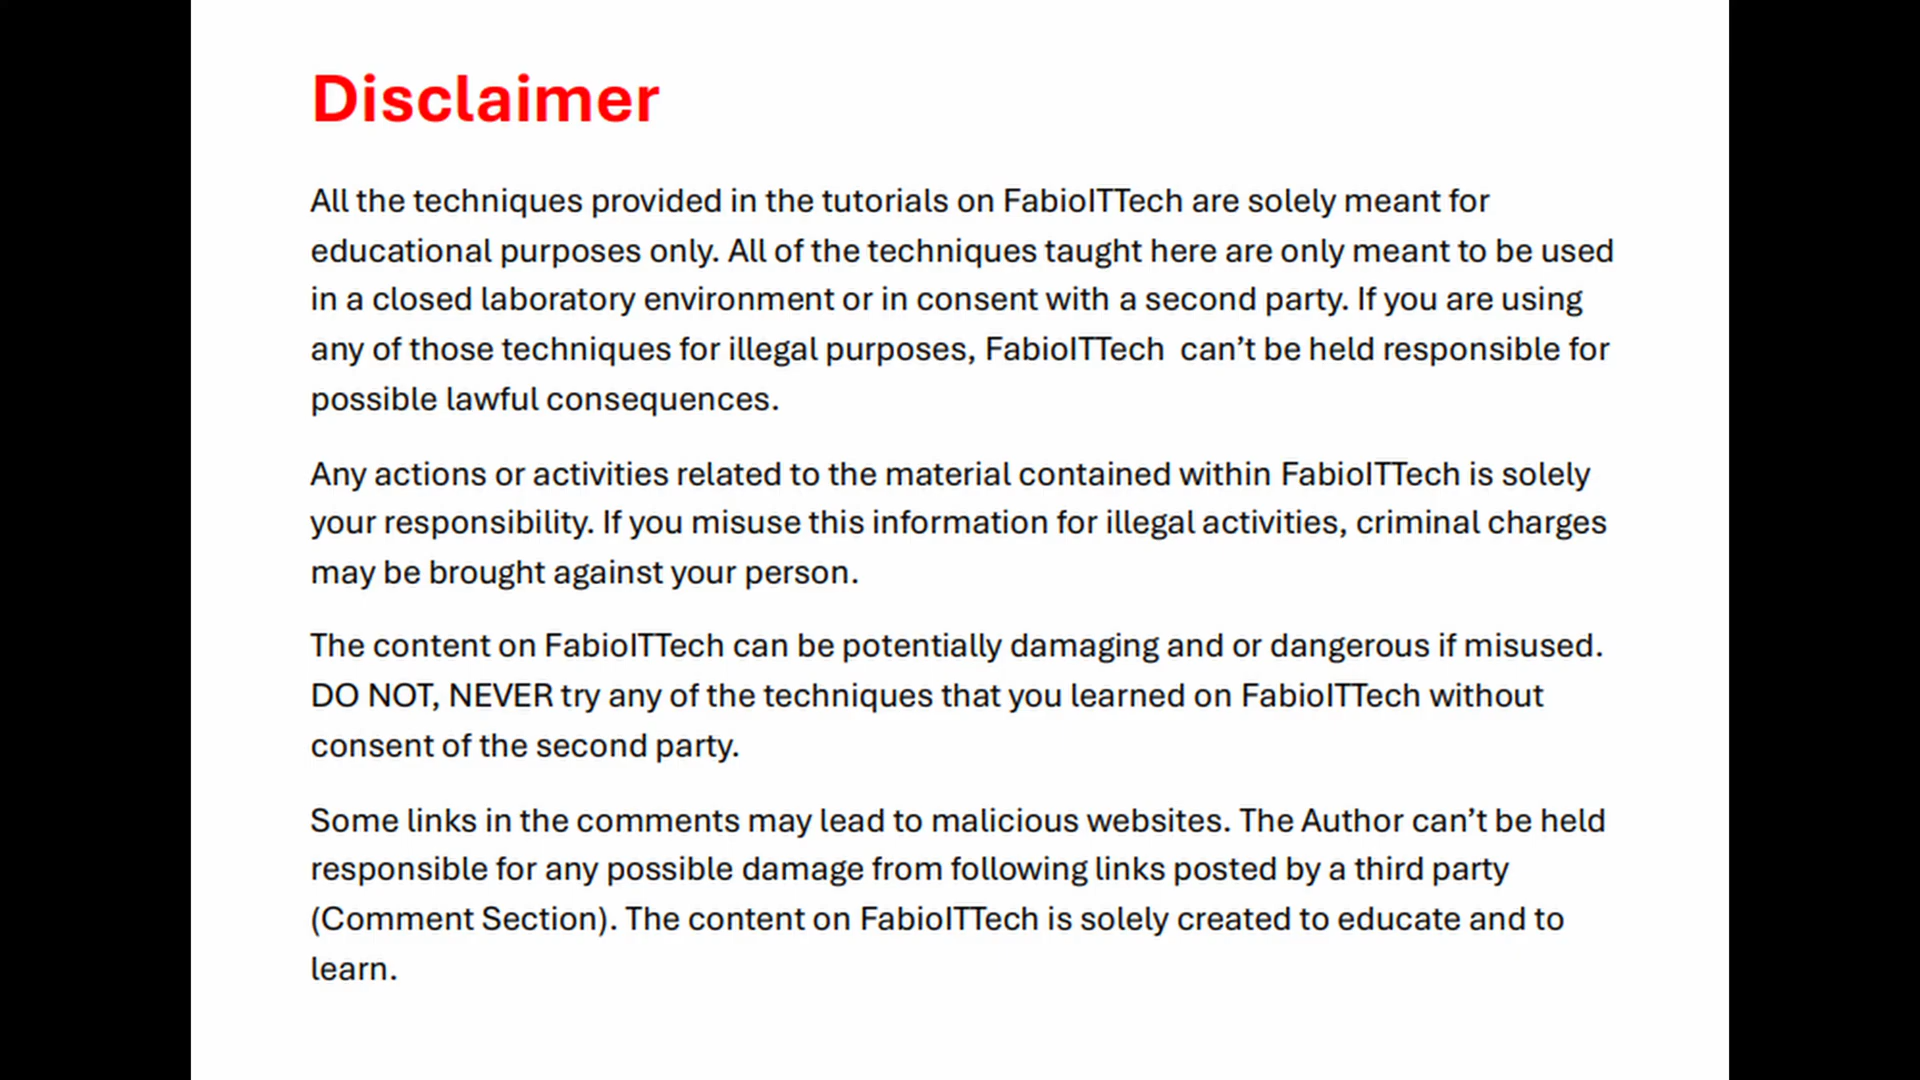 Disclaimer
All the techniques provided in the tutorials on FabioITTech are solely meant for
educational purposes only. All of the techniques taught here are only meant to be used
in a closed laboratory environment or in consent with a second party. If you are using
any of those techniques for illegal purposes, FabioITTech  can’t be held responsible for
possible lawful consequences.
Any actions or activities related to the material contained within FabioITTech is solely
your responsibility. If you misuse this information for illegal activities, criminal charges
may be brought against your person.
The content on FabioITTech can be potentially damaging and or dangerous if misused.
DO NOT, NEVER try any of the techniques that you learned on FabioITTech without
consent of the second party.
Some links in the comments may lead to malicious websites. The Author can’t be held
responsible for any possible damage from following links posted by a third party
(Comment Section). The content on FabioITTech is solely created to educate and to
learn.